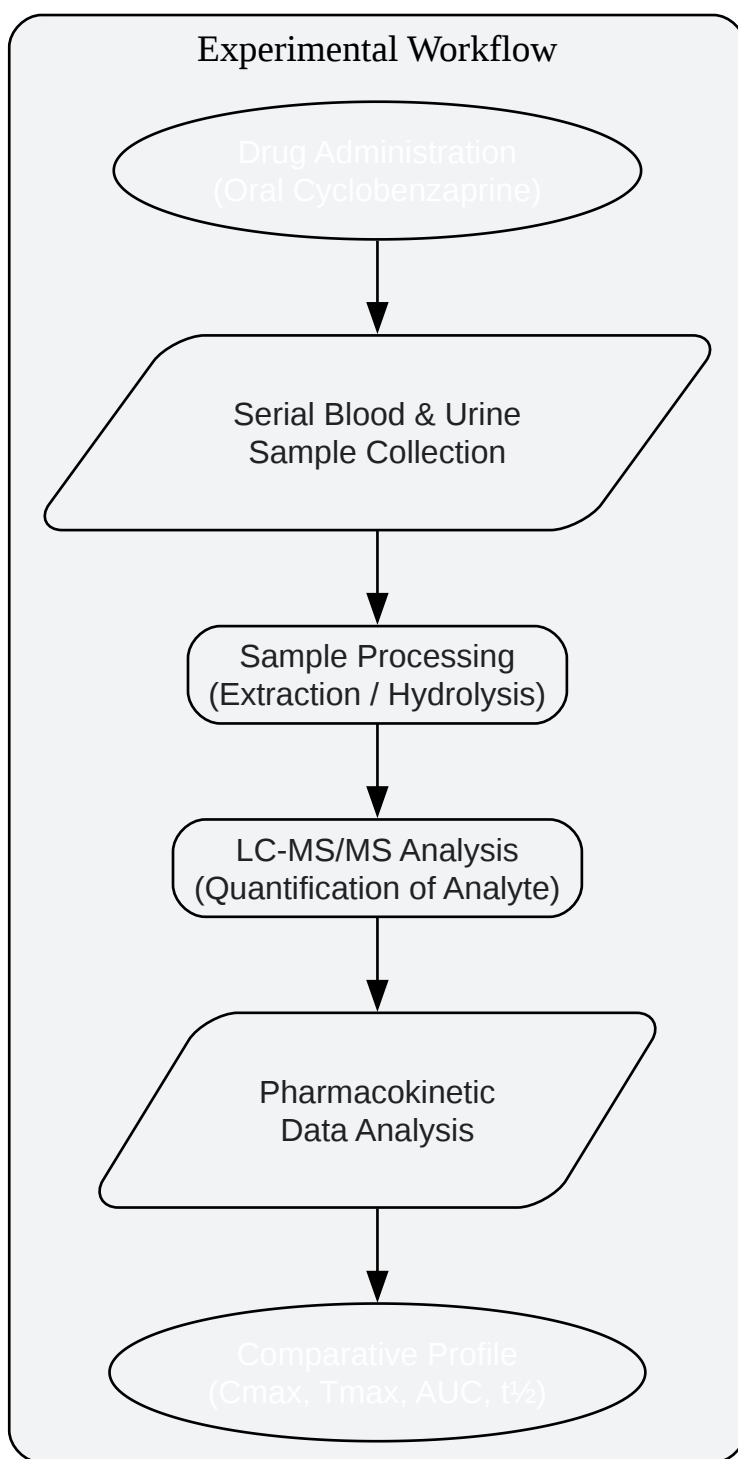 Experimental Workflow
Drug Administration
(Oral Cyclobenzaprine)
Serial Blood & Urine
Sample Collection
Sample Processing
(Extraction / Hydrolysis)
LC-MS/MS Analysis
(Quantification of Analyte)
Pharmacokinetic
Data Analysis
Comparative Profile
(Cmax, Tmax, AUC, t½)